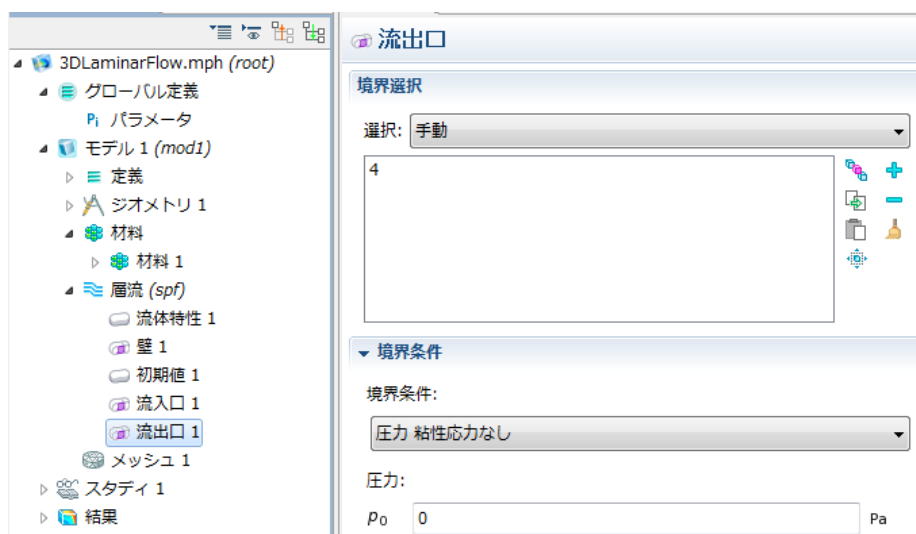 3DLaminarFlow.mph (root)
グローバル定義
Pi パラメータ
モデル 1 (mod1)
定義
ジオメトリ 1
材料
材料 1
層流 (spf)
流体特性 1
壁 1
初期値 1
流入口 1
流出口 1
メッシュ 1
スタディ 1
結果
流出口
境界選択
選択: 手動
4
境界条件
境界条件:
圧力 粘性応力なし
圧力:
p0 0 Pa